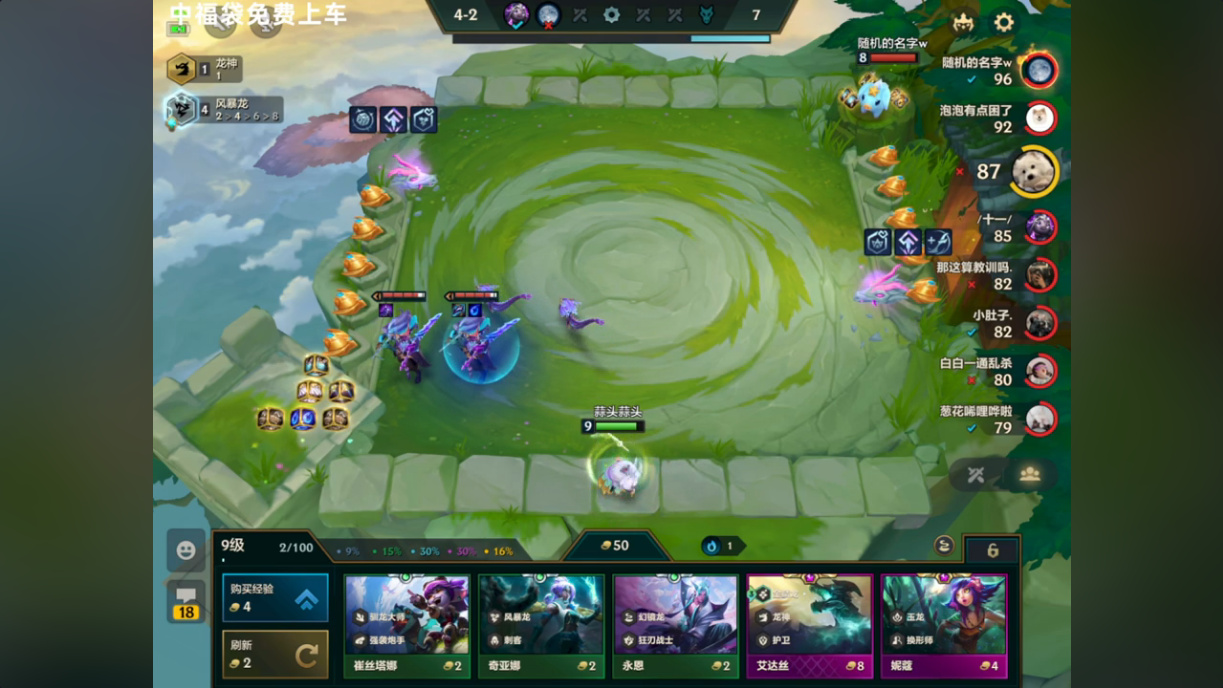 中福袋免费上车
4-2
7
1
龙神
1
4
风暴龙
2 > 4 > 6 > 8
随机的名字w
8
随机的名字w
96
泡泡有点困了
92
87
/十一/
85
那这算教训吗.
82
小肚子.
82
白白一通乱杀
80
葱花唏哩哗啦
79
蒜头蒜头
9
18
9级
2/100
9%
15%
30%
30%
16%
50
1
6
购买经验
4
刷新
2
驯龙大师
强袭炮手
崔丝塔娜
2
风暴龙
刺客
奇亚娜
2
幻镜龙
狂刃战士
永恩
2
龙神
护卫
艾达丝
8
玉龙
换形师
妮蔻
4